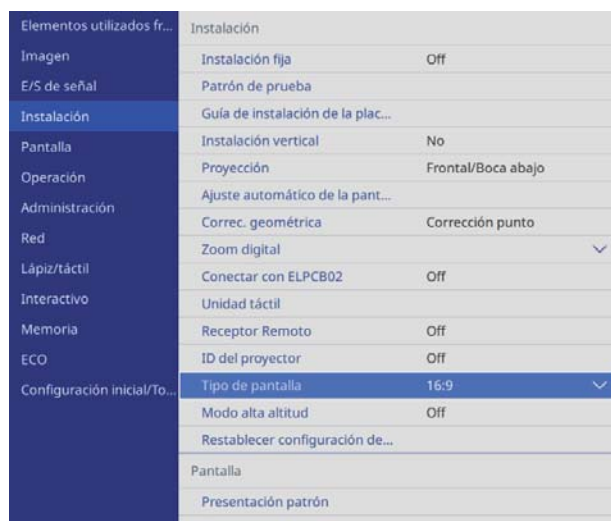 Elementos utilizados fr...
Imagen
E/S de señal
Instalación
Pantalla
Operación
Administración
Red
Lápiz/táctil
Interactivo
Memoria
ECO
Configuración inicial/To...
Instalación
Instalación fija Off
Patrón de prueba
Guía de instalación de la plac...
Instalación vertical No
Proyección Frontal/Boca abajo
Ajuste automático de la pant...
Correc. geométrica Corrección punto
Zoom digital
Conectar con ELPCB02 Off
Unidad táctil
Receptor Remoto Off
ID del proyector Off
Tipo de pantalla 16:9
Modo alta altitud Off
Restablecer configuración de...
Pantalla
Presentación patrón